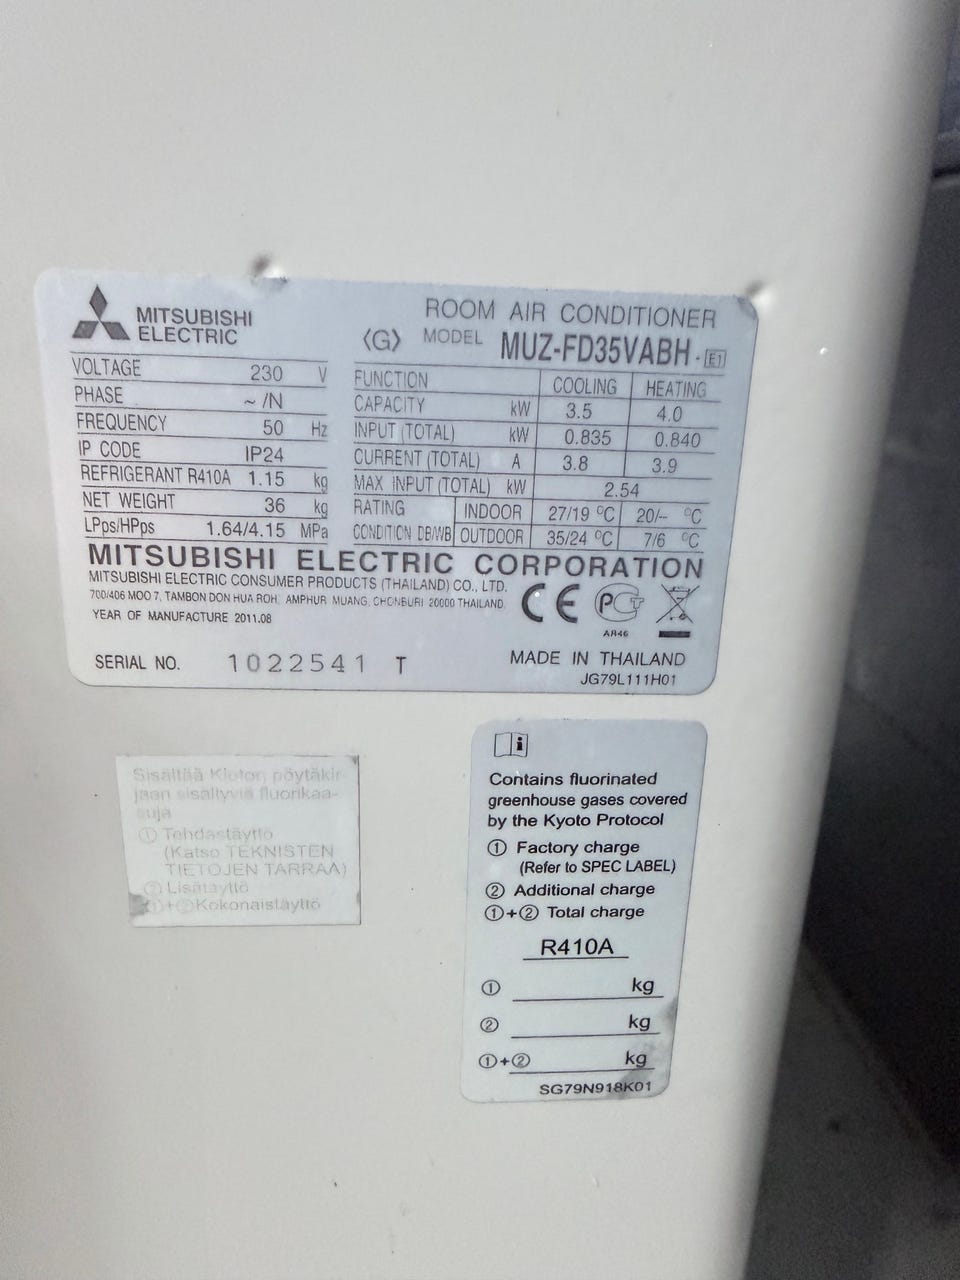 MITSUBISHI
ELECTRIC
ROOM AIR CONDITIONER
⟨G⟩ MODEL MUZ-FD35VABH - E1
VOLTAGE 230 V
PHASE ~ /N
FREQUENCY 50 Hz
IP CODE IP24
REFRIGERANT R410A 1.15 kg
NET WEIGHT 36 kg
LPps/HPps 1.64/4.15 MPa
FUNCTION COOLING HEATING
CAPACITY kW 3.5 4.0
INPUT (TOTAL) kW 0.835 0.840
CURRENT (TOTAL) A 3.8 3.9
MAX INPUT (TOTAL) kW 2.54
RATING INDOOR 27/19 °C 20/- °C
CONDITION DB/WB OUTDOOR 35/24 °C 7/6 °C
MITSUBISHI ELECTRIC CORPORATION
MITSUBISHI ELECTRIC CONSUMER PRODUCTS (THAILAND) CO., LTD.
700/406 MOO 7, TAMBON DON HUA ROH, AMPHUR MUANG, CHONBURI 20000 THAILAND
YEAR OF MANUFACTURE 2011.08
CE PCT
AЯ46
SERIAL NO. 1022541 T
MADE IN THAILAND
JG79L111H01
Sisältää Kioton pöytäkir
jaan sisältyviä fluorikaa-
suja
① Tehdastäyttö
(Katso TEKNISTEN
TIETOJEN TARRAA)
② Lisätäyttö
①+② Kokonaistäyttö
i
Contains fluorinated
greenhouse gases covered
by the Kyoto Protocol
① Factory charge
(Refer to SPEC LABEL)
② Additional charge
①+② Total charge
R410A
① kg
② kg
①+② kg
SG79N918K01